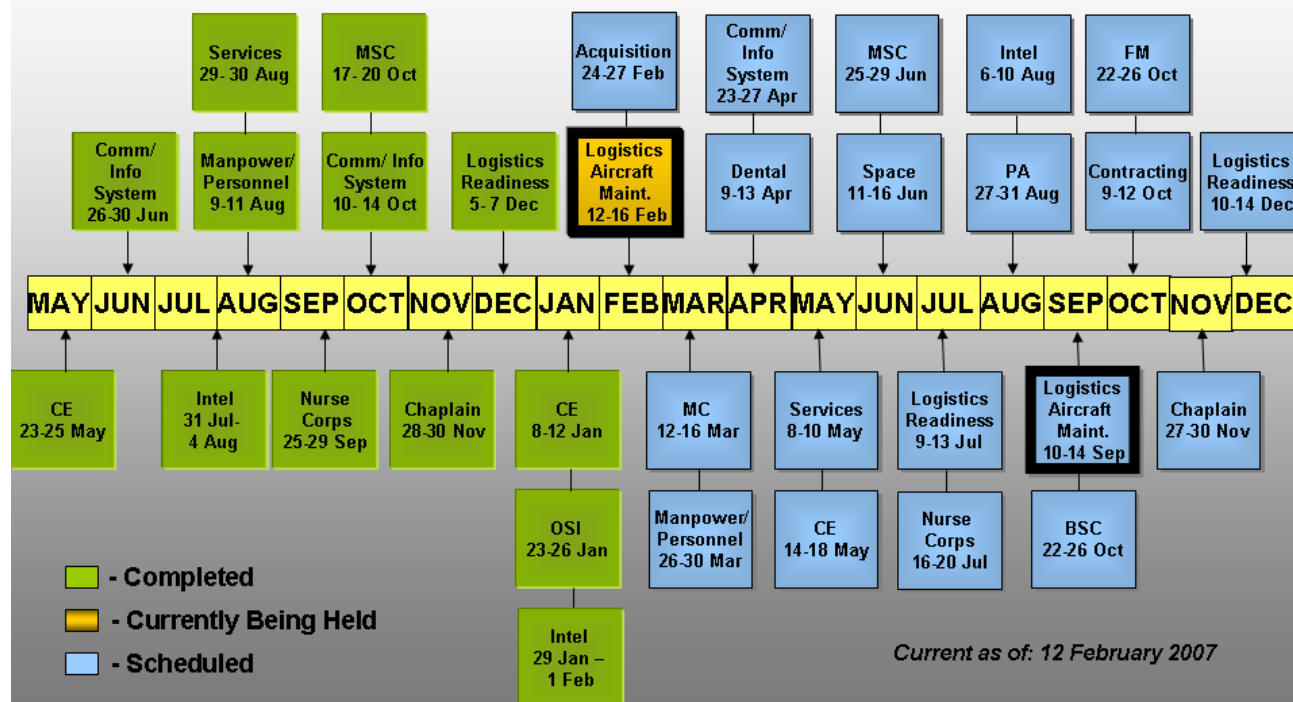 Services
29- 30 Aug
MSC
17- 20 Oct
Acquisition
24-27 Feb
Comm/
Info
System
23-27 Apr
MSC
25-29 Jun
Intel
6-10 Aug
FM
22-26 Oct
Comm/
Info
System
26-30 Jun
Manpower/
Personnel
9-11 Aug
Comm/ Info
System
10- 14 Oct
Logistics
Readiness
5- 7 Dec
Logistics
Aircraft
Maint.
12-16 Feb
Dental
9-13 Apr
Space
11-16 Jun
PA
27-31 Aug
Contracting
9-12 Oct
Logistics
Readiness
10-14 Dec
MAY JUN JUL AUG SEP OCT NOV DEC JAN FEB MAR APR MAY JUN JUL AUG SEP OCT NOV DEC
CE
23-25 May
Intel
31 Jul-
4 Aug
Nurse
Corps
25-29 Sep
Chaplain
28-30 Nov
CE
8-12 Jan
MC
12-16 Mar
Services
8-10 May
Logistics
Readiness
9-13 Jul
Logistics
Aircraft
Maint.
10-14 Sep
Chaplain
27-30 Nov
OSI
23-26 Jan
Manpower/
Personnel
26-30 Mar
CE
14-18 May
Nurse
Corps
16-20 Jul
BSC
22-26 Oct
Intel
29 Jan –
1 Feb
- Completed
- Currently Being Held
- Scheduled
Current as of: 12 February 2007